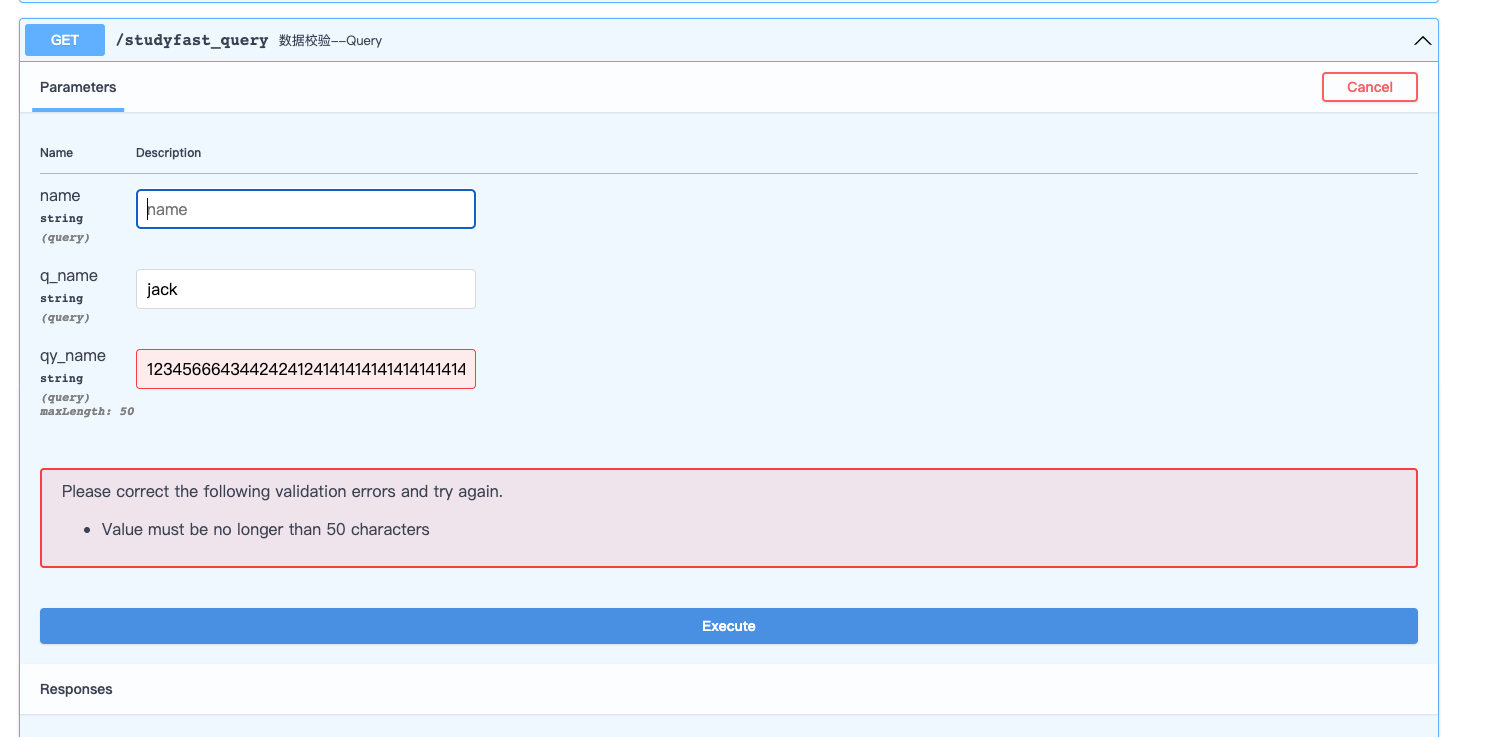 GET /studyfast_query 数据校验--Query
Parameters
Cancel
Name Description
name
string
(query)
name
q_name
string
(query)
jack
qy_name
string
(query)
maxLength: 50
Please correct the following validation errors and try again.
Value must be no longer than 50 characters
Execute
Responses